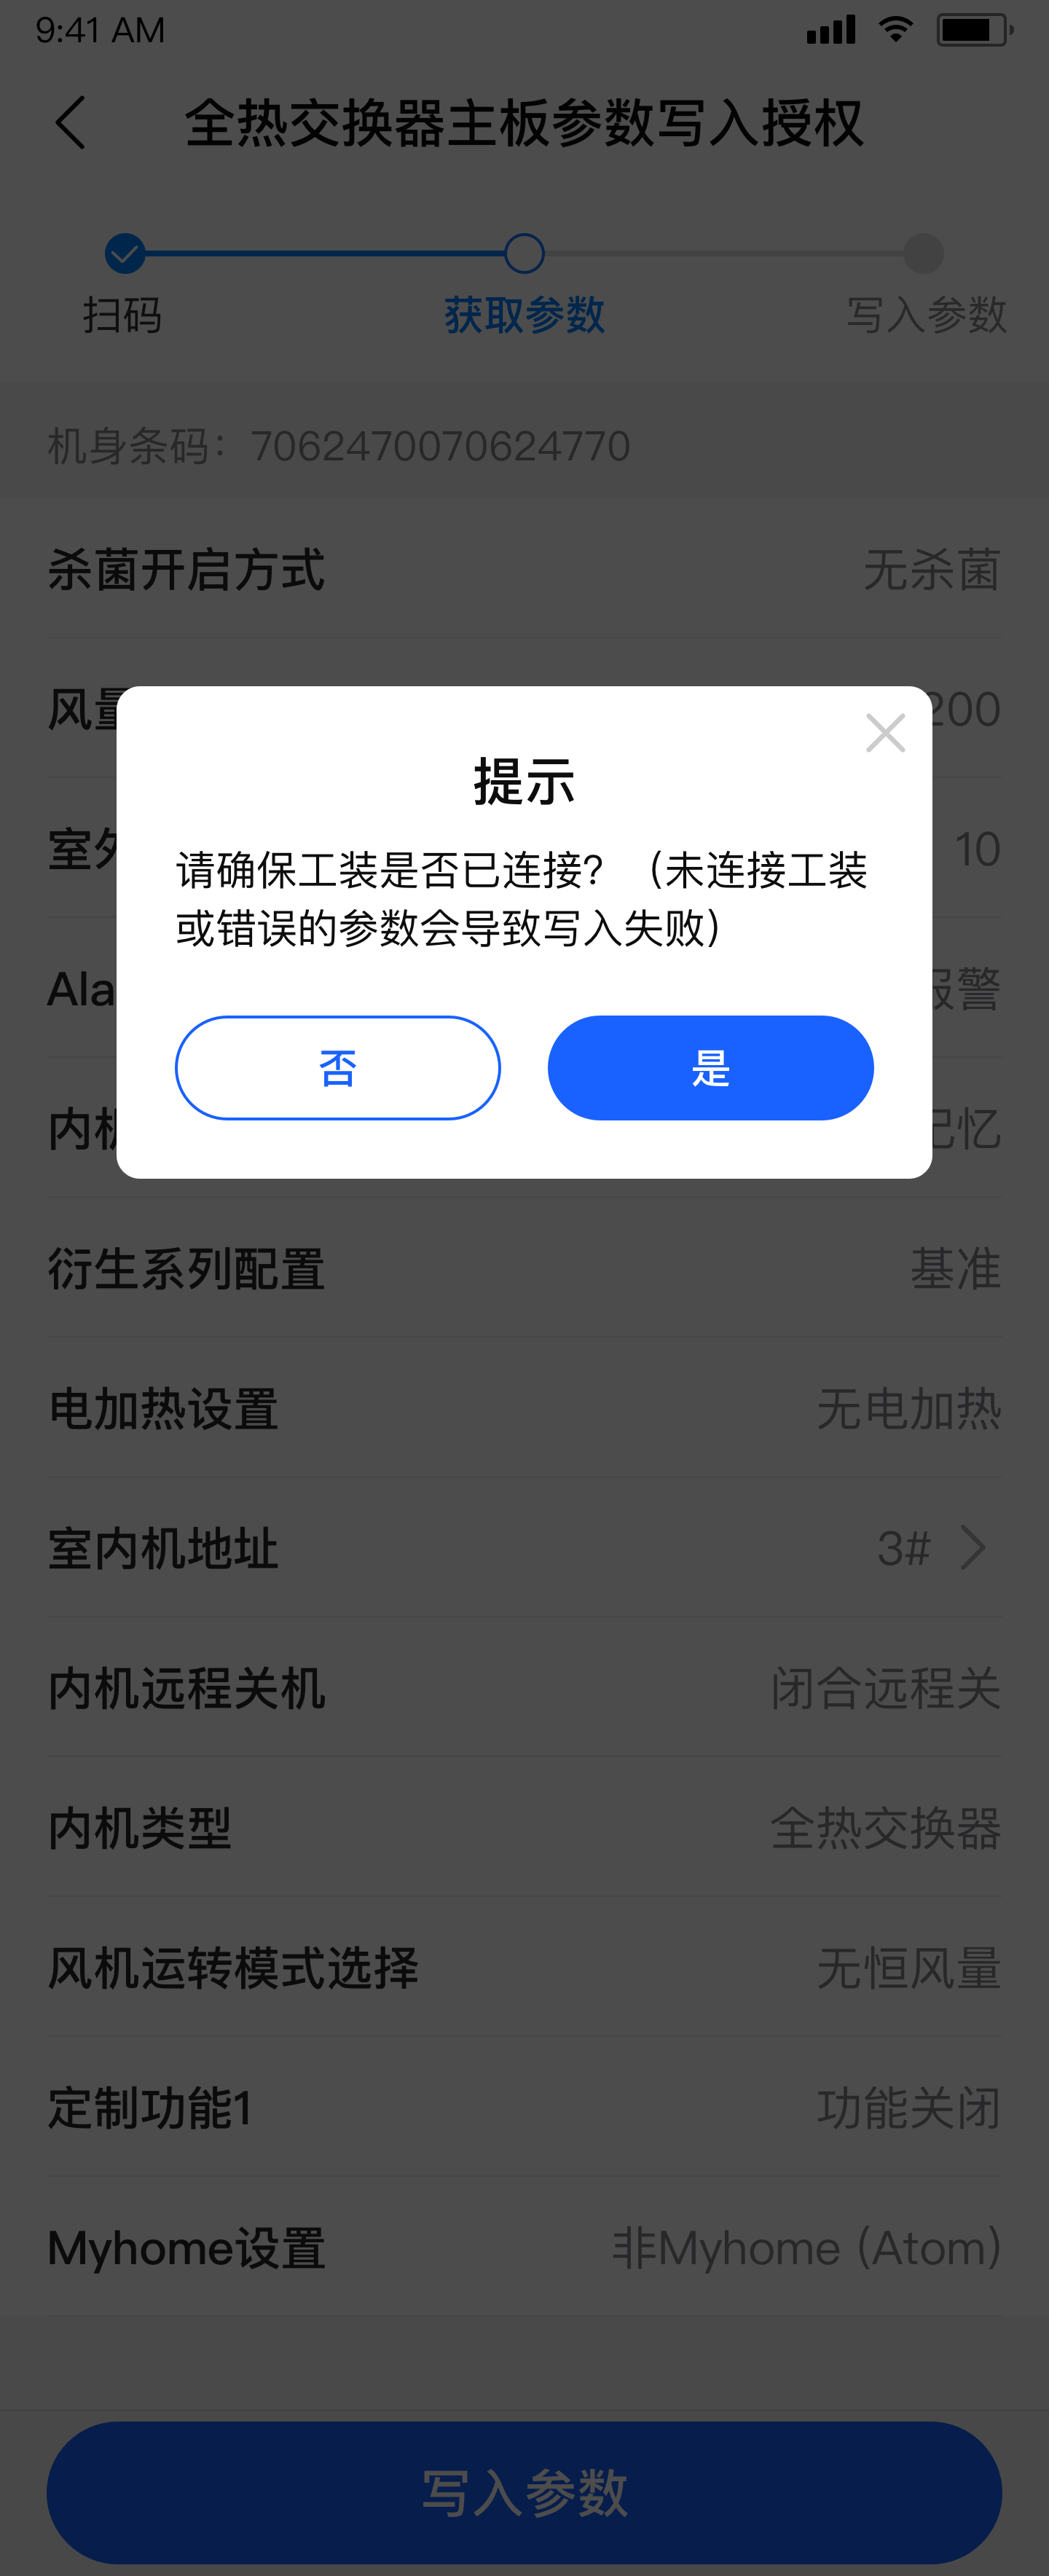 9:41 AM
全热交换器主板参数写入授权
扫码
获取参数
写入参数
机身条码：7062470070624770
杀菌开启方式
无杀菌
风量
200
室外
10
提示
请确保工装是否已连接？（未连接工装
或错误的参数会导致写入失败）
Ala
报警
否
是
内机
记忆
衍生系列配置
基准
电加热设置
无电加热
室内机地址
3#
内机远程关机
闭合远程关
内机类型
全热交换器
风机运转模式选择
无恒风量
定制功能1
功能关闭
Myhome设置
非Myhome (Atom)
写入参数